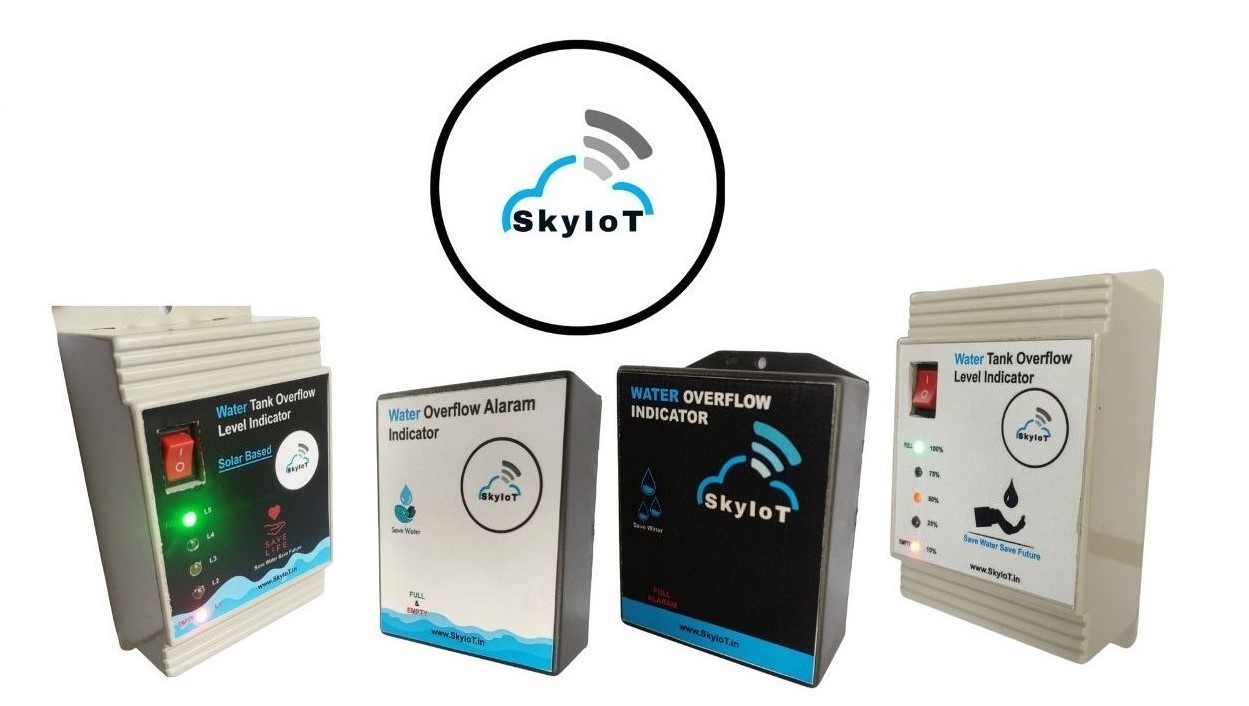 SkyIoT
Water Tank Overflow
Level Indicator
Solar Based
SkyIoT
L5
L4
L3
L2
L1
EMPTY
SAVE
LIFE
Save Water Save Future
www.SkyIoT.in
Water Overflow Alaram
Indicator
SkyIoT
Save Water
FULL
&
EMPTY
www.SkyIoT.in
WATER OVERFLOW
INDICATOR
SkyIoT
Save Water
FULL
ALARAM
www.SkyIoT.in
Water Tank Overflow
Level Indicator
SkyIoT
FULL 100%
75%
50%
25%
EMPTY 10%
Save Water Save Future
www.SkyIoT.in